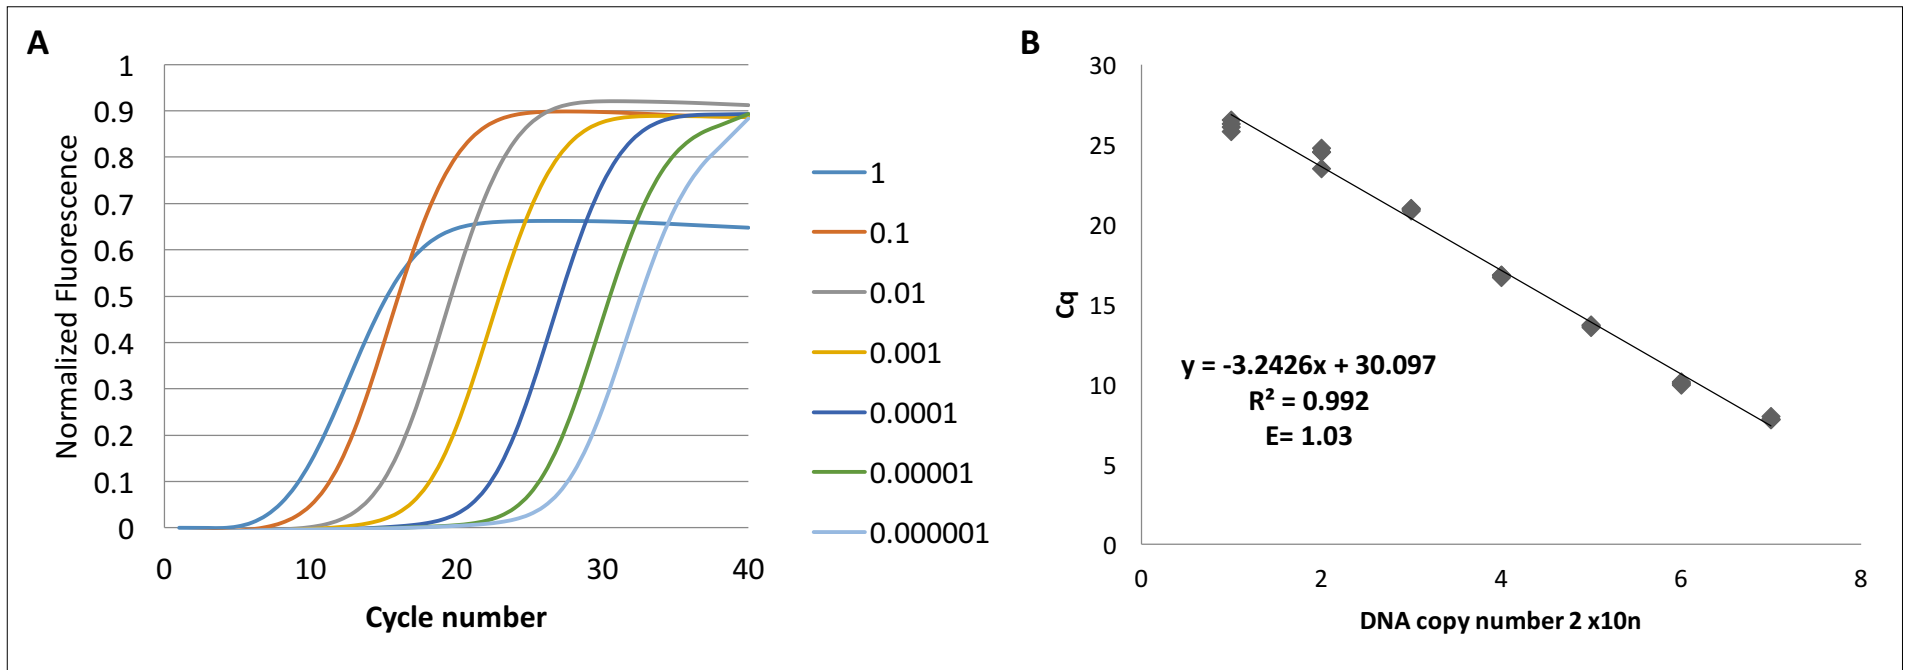 A
1
0.9
0.8
0.7
0.6
0.5
0.4
0.3
0.2
0.1
0
Normalized Fluorescence
0 10 20 30 40
Cycle number
1
0.1
0.01
0.001
0.0001
0.00001
0.000001
B
30
25
20
15
10
5
0
Cq
y = -3.2426x + 30.097
R² = 0.992
E= 1.03
0 2 4 6 8
DNA copy number 2 x10n